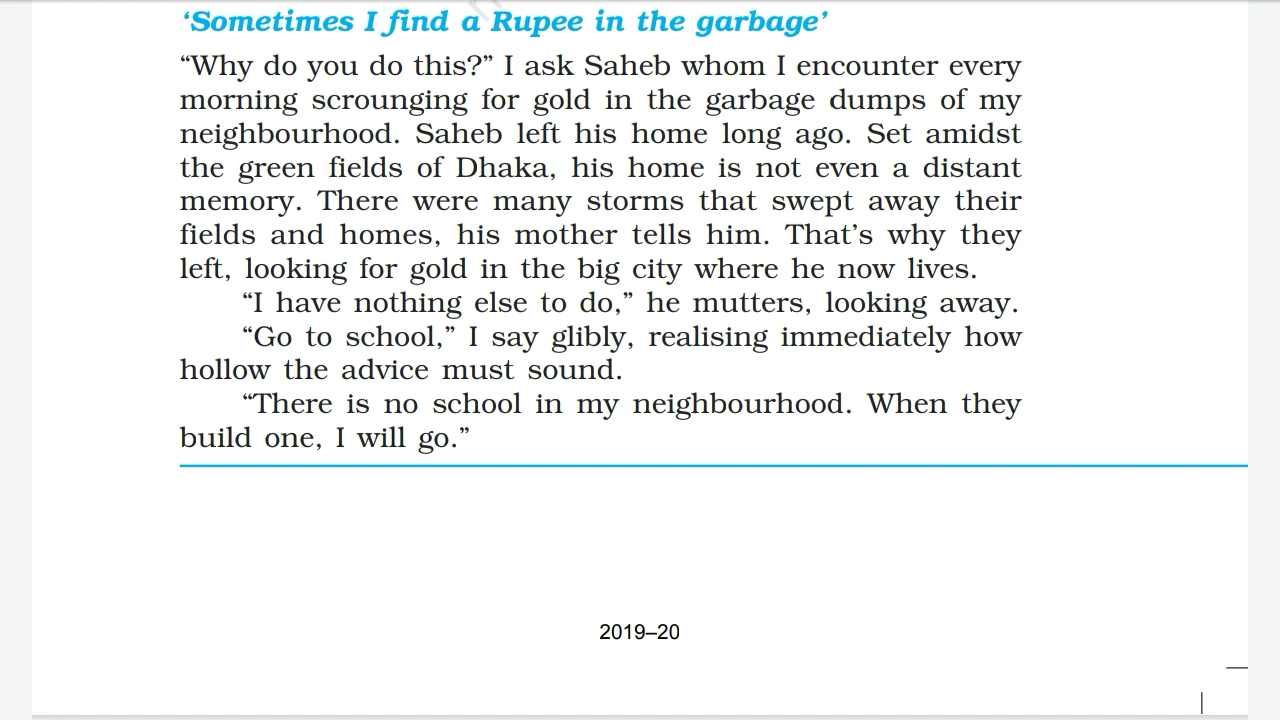 ‘Sometimes I find a Rupee in the garbage’
“Why do you do this?” I ask Saheb whom I encounter every
morning scrounging for gold in the garbage dumps of my
neighbourhood. Saheb left his home long ago. Set amidst
the green fields of Dhaka, his home is not even a distant
memory. There were many storms that swept away their
fields and homes, his mother tells him. That’s why they
left, looking for gold in the big city where he now lives.
“I have nothing else to do,” he mutters, looking away.
“Go to school,” I say glibly, realising immediately how
hollow the advice must sound.
“There is no school in my neighbourhood. When they
build one, I will go.”
2019–20